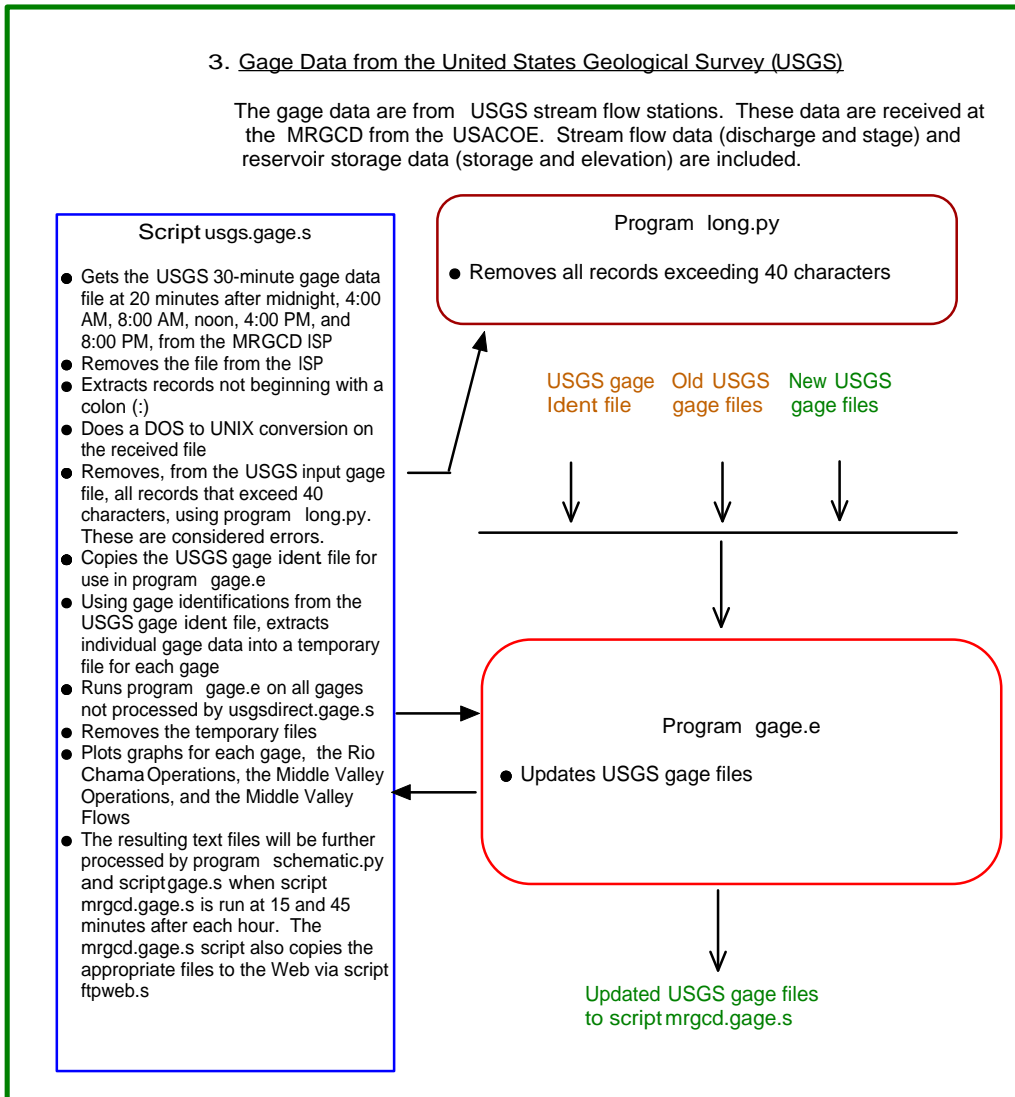 3. Gage Data from the United States Geological Survey (USGS)
The gage data are from USGS stream flow stations. These data are received at
the MRGCD from the USACOE. Stream flow data (discharge and stage) and
reservoir storage data (storage and elevation) are included.
Script usgs.gage.s
● Gets the USGS 30-minute gage data
file at 20 minutes after midnight, 4:00
AM, 8:00 AM, noon, 4:00 PM, and
8:00 PM, from the MRGCD ISP
● Removes the file from the ISP
● Extracts records not beginning with a
colon (:)
● Does a DOS to UNIX conversion on
the received file
● Removes, from the USGS input gage
file, all records that exceed 40
characters, using program long.py.
These are considered errors.
● Copies the USGS gage ident file for
use in program gage.e
● Using gage identifications from the
USGS gage ident file, extracts
individual gage data into a temporary
file for each gage
● Runs program gage.e on all gages
not processed by usgsdirect.gage.s
● Removes the temporary files
● Plots graphs for each gage, the Rio
Chama Operations, the Middle Valley
Operations, and the Middle Valley
Flows
● The resulting text files will be further
processed by program schematic.py
and script gage.s when script
mrgcd.gage.s is run at 15 and 45
minutes after each hour. The
mrgcd.gage.s script also copies the
appropriate files to the Web via script
ftpweb.s
Program long.py
● Removes all records exceeding 40 characters
USGS gage
Ident file
Old USGS
gage files
New USGS
gage files
Program gage.e
● Updates USGS gage files
Updated USGS gage files
to script mrgcd.gage.s